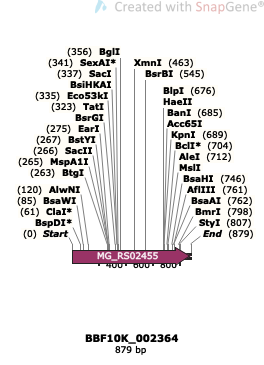 Created with SnapGene®
(356) BglI
(341) SexAI*
(337) SacI
BsiHKAI
(335) Eco53kI
(323) TatI
BsrGI
(275) EarI
(267) BstYI
(266) SacII
(265) MspA1I
(263) BtgI
(120) AlwNI
(85) BsaWI
(61) ClaI*
BspDI*
(0) Start
XmnI (463)
BsrBI (545)
BlpI (676)
HaeII
BanI (685)
Acc65I
KpnI (689)
BclI* (704)
AleI (712)
MslI
BsaHI (746)
AflIII (761)
BsaAI (762)
BmrI (798)
StyI (807)
End (879)
MG_RS02455
400 600 800
BBF10K_002364
879 bp